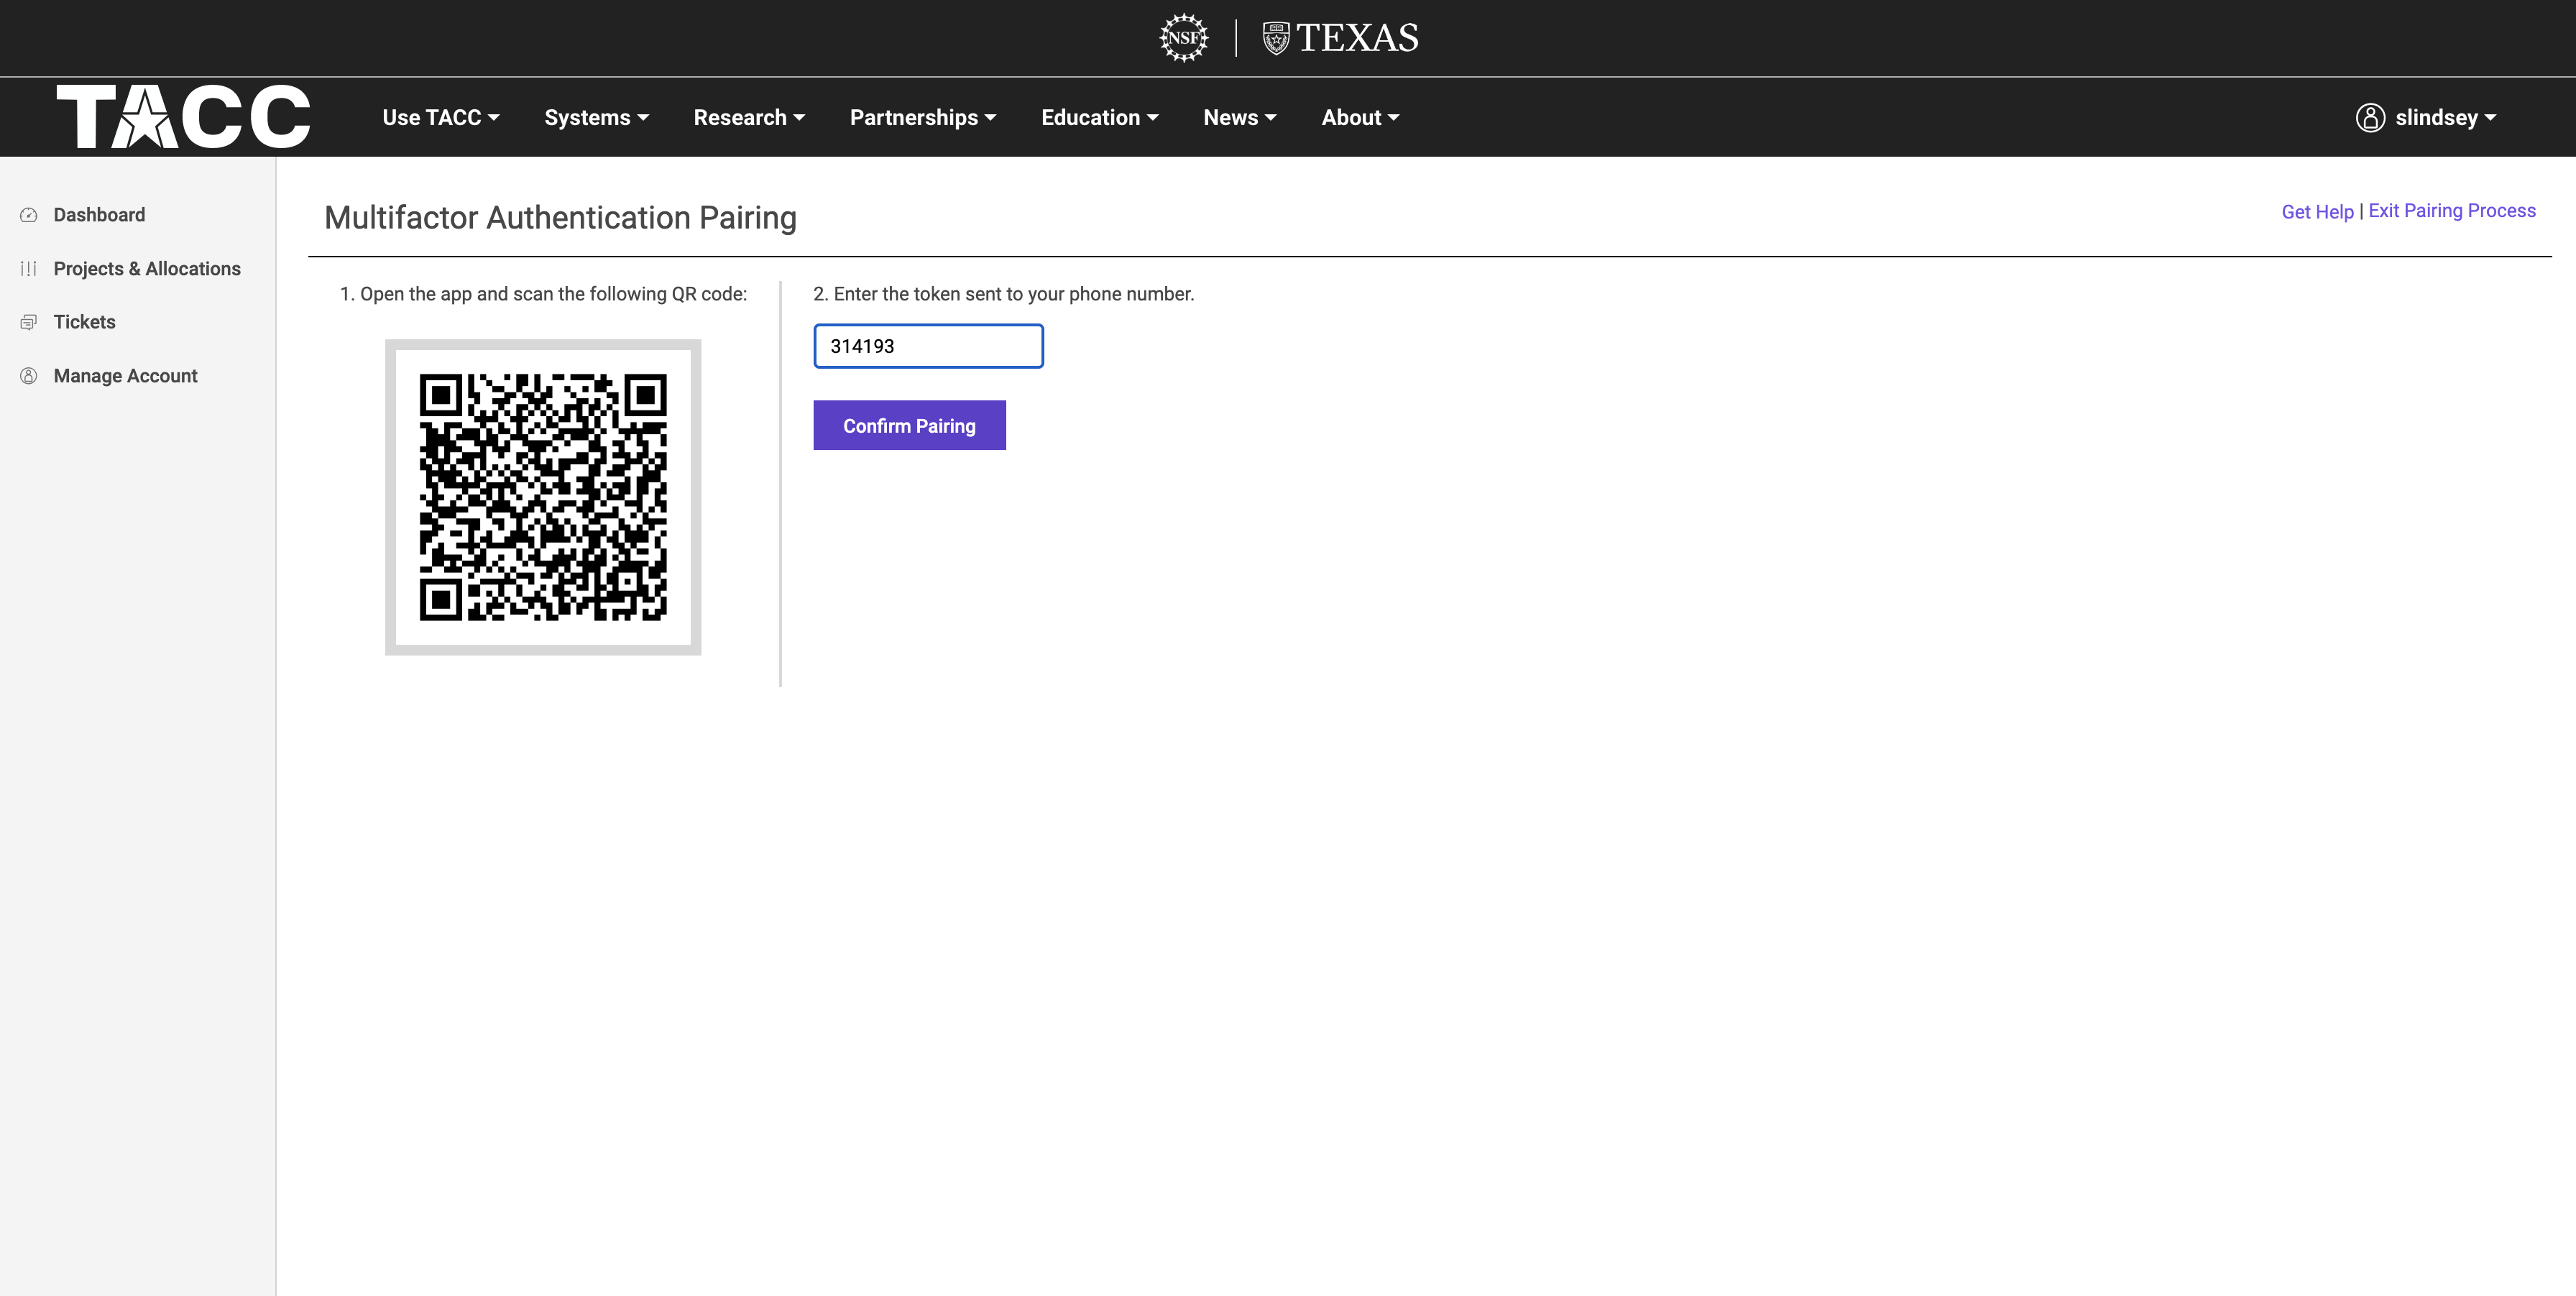 NSF TEXAS
TACC Use TACC Systems Research Partnerships Education News About slindsey
Dashboard
Projects & Allocations
Tickets
Manage Account
Multifactor Authentication Pairing
Get Help | Exit Pairing Process
1. Open the app and scan the following QR code:
2. Enter the token sent to your phone number.
314193
Confirm Pairing